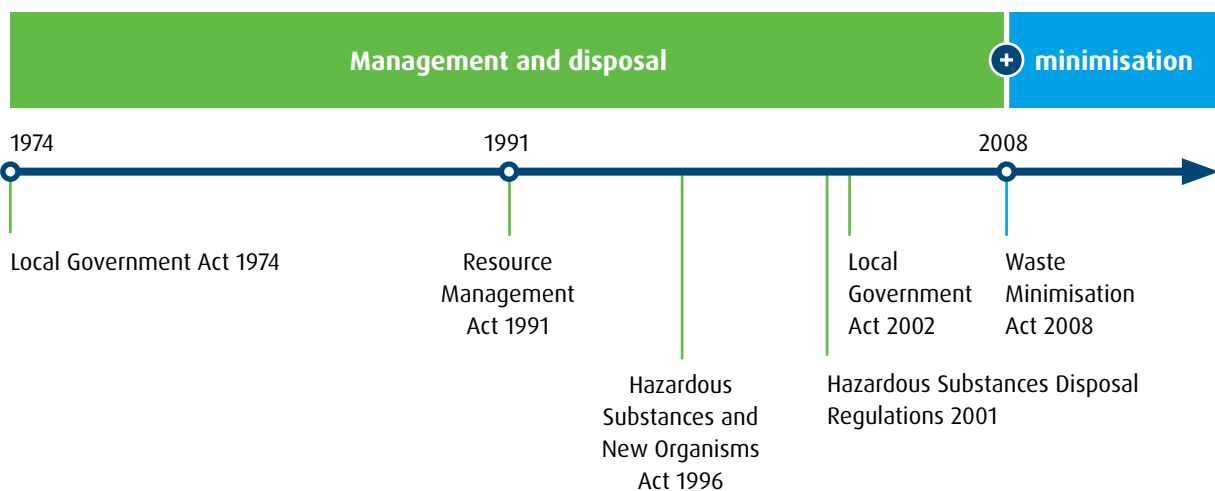 Management and disposal
+ minimisation
1974
1991
2008
Local Government Act 1974
Resource
Management
Act 1991
Hazardous
Substances and
New Organisms
Act 1996
Hazardous Substances Disposal
Regulations 2001
Local
Government
Act 2002
Waste
Minimisation
Act 2008